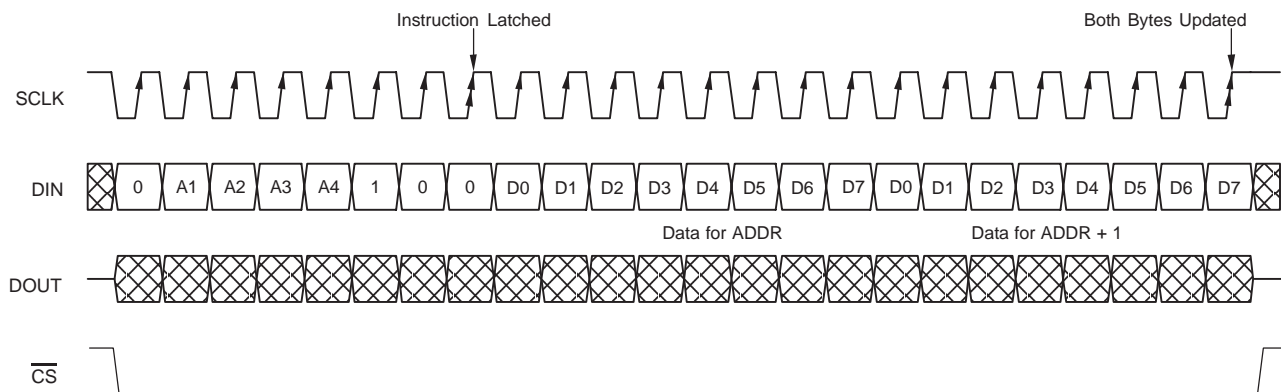 Instruction Latched Both Bytes Updated
SCLK
DIN 0 A1 A2 A3 A4 1 0 0 D0 D1 D2 D3 D4 D5 D6 D7 D0 D1 D2 D3 D4 D5 D6 D7
Data for ADDR Data for ADDR + 1
DOUT
CS